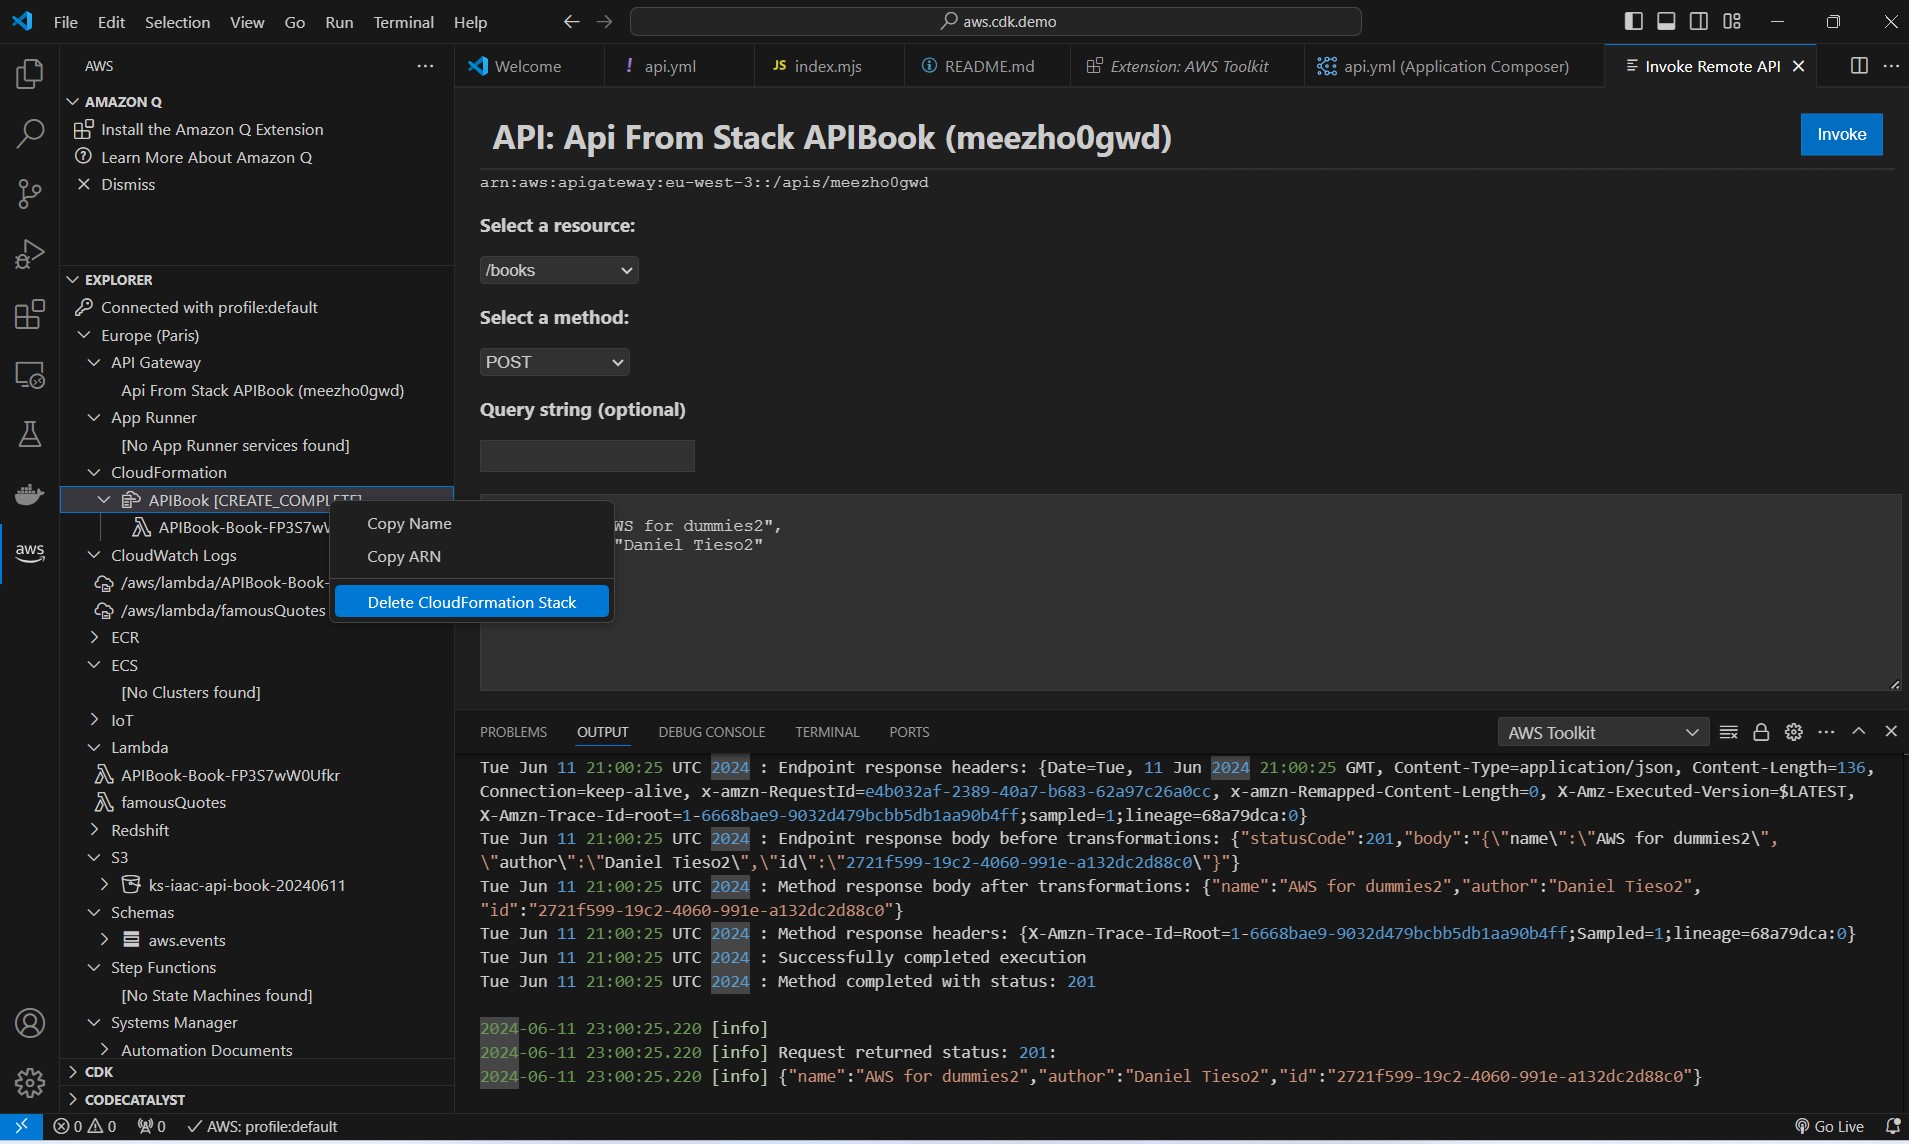 File Edit Selection View Go Run Terminal Help
aws.cdk.demo
AWS
Welcome
! api.yml
JS index.mjs
README.md
Extension: AWS Toolkit
api.yml (Application Composer)
Invoke Remote API
AMAZON Q
Install the Amazon Q Extension
Learn More About Amazon Q
Dismiss
EXPLORER
Connected with profile:default
Europe (Paris)
API Gateway
Api From Stack APIBook (meezho0gwd)
App Runner
[No App Runner services found]
CloudFormation
APIBook [CREATE_COMPLETE]
APIBook-Book-FP3S7wW
CloudWatch Logs
/aws/lambda/APIBook-Book-
/aws/lambda/famousQuotes
ECR
ECS
[No Clusters found]
IoT
Lambda
APIBook-Book-FP3S7wW0Ufkr
famousQuotes
Redshift
S3
ks-iaac-api-book-20240611
Schemas
aws.events
Step Functions
[No State Machines found]
Systems Manager
Automation Documents
CDK
CODECATALYST
aws
Copy Name
Copy ARN
Delete CloudFormation Stack
API: Api From Stack APIBook (meezho0gwd)
Invoke
arn:aws:apigateway:eu-west-3::/apis/meezho0gwd
Select a resource:
/books
Select a method:
POST
Query string (optional)
WS for dummies2",
"Daniel Tieso2"
PROBLEMS OUTPUT DEBUG CONSOLE TERMINAL PORTS
AWS Toolkit
Tue Jun 11 21:00:25 UTC 2024 : Endpoint response headers: {Date=Tue, 11 Jun 2024 21:00:25 GMT, Content-Type=application/json, Content-Length=136,
Connection=keep-alive, x-amzn-RequestId=e4b032af-2389-40a7-b683-62a97c26a0cc, x-amzn-Remapped-Content-Length=0, X-Amz-Executed-Version=$LATEST,
X-Amzn-Trace-Id=root=1-6668bae9-9032d479bcbb5db1aa90b4ff;sampled=1;lineage=68a79dca:0}
Tue Jun 11 21:00:25 UTC 2024 : Endpoint response body before transformations: {"statusCode":201,"body":"{\"name\":\"AWS for dummies2\",
\"author\":\"Daniel Tieso2\",\"id\":\"2721f599-19c2-4060-991e-a132dc2d88c0\"}"}
Tue Jun 11 21:00:25 UTC 2024 : Method response body after transformations: {"name":"AWS for dummies2","author":"Daniel Tieso2",
"id":"2721f599-19c2-4060-991e-a132dc2d88c0"}
Tue Jun 11 21:00:25 UTC 2024 : Method response headers: {X-Amzn-Trace-Id=Root=1-6668bae9-9032d479bcbb5db1aa90b4ff;Sampled=1;lineage=68a79dca:0}
Tue Jun 11 21:00:25 UTC 2024 : Successfully completed execution
Tue Jun 11 21:00:25 UTC 2024 : Method completed with status: 201
2024-06-11 23:00:25.220 [info]
2024-06-11 23:00:25.220 [info] Request returned status: 201:
2024-06-11 23:00:25.220 [info] {"name":"AWS for dummies2","author":"Daniel Tieso2","id":"2721f599-19c2-4060-991e-a132dc2d88c0"}
0 0 0 AWS: profile:default
Go Live